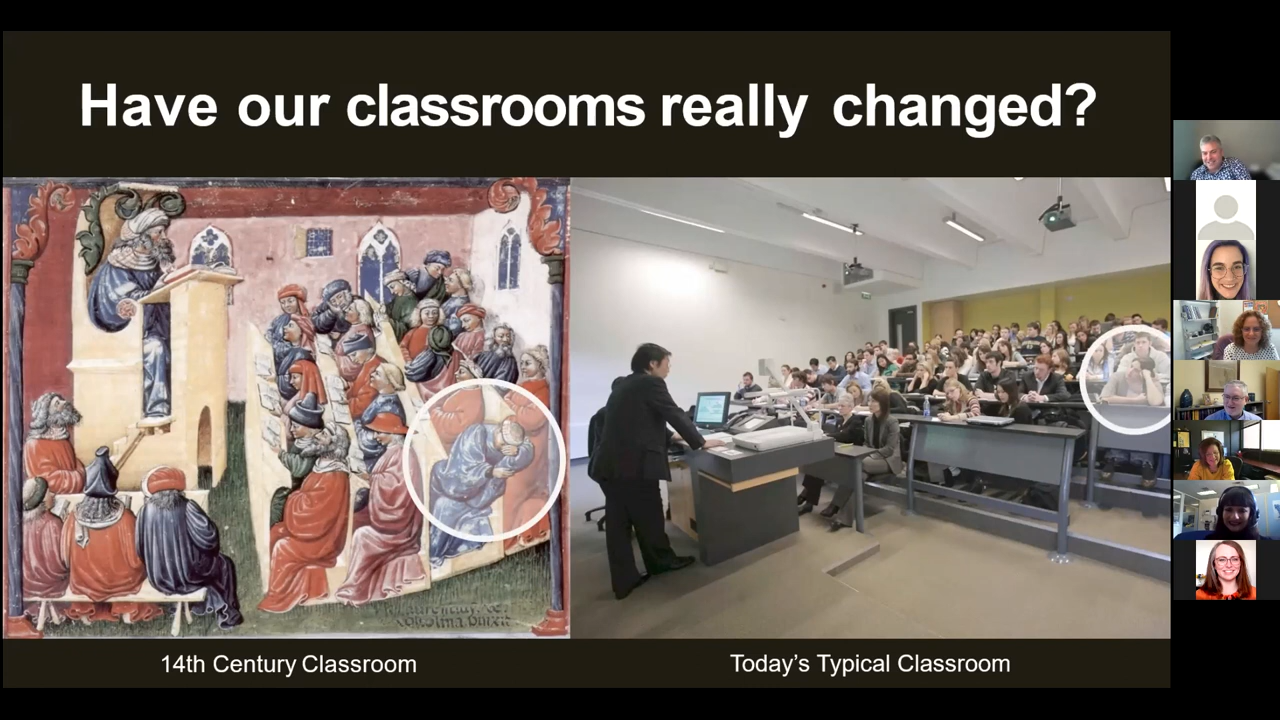 Have our classrooms really changed?
14th Century Classroom
Today's Typical Classroom